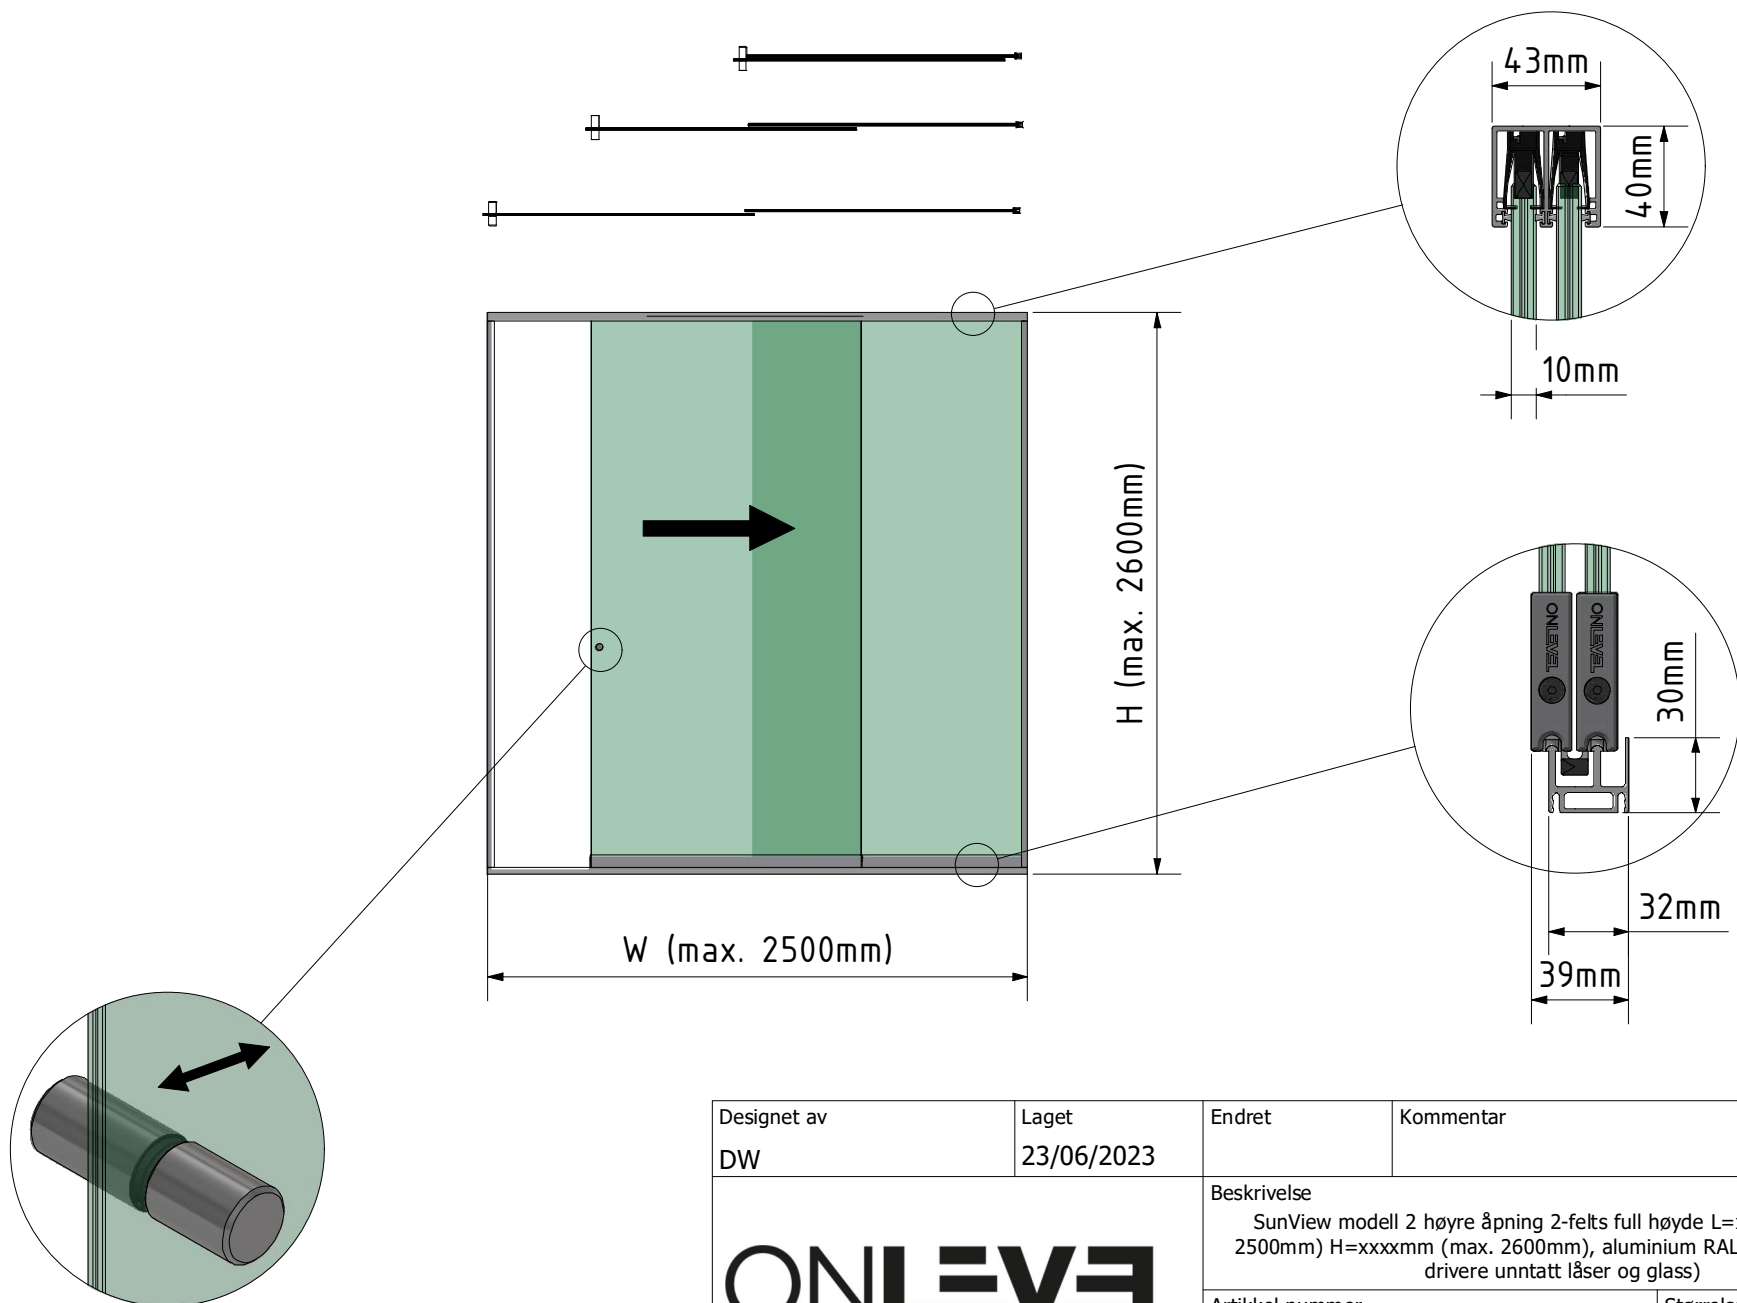 43mm
40mm
10mm
H (max. 2600mm)
ONLEVEL
ONLEVEL
30mm
32mm
39mm
W (max. 2500mm)
Designet av
Laget
Endret
Kommentar
DW
23/06/2023
Beskrivelse
SunView modell 2 høyre åpning 2-felts full høyde
2500mm) H=xxxxmm (max. 2600mm), aluminium RAL
drivere unntatt låser og glass)